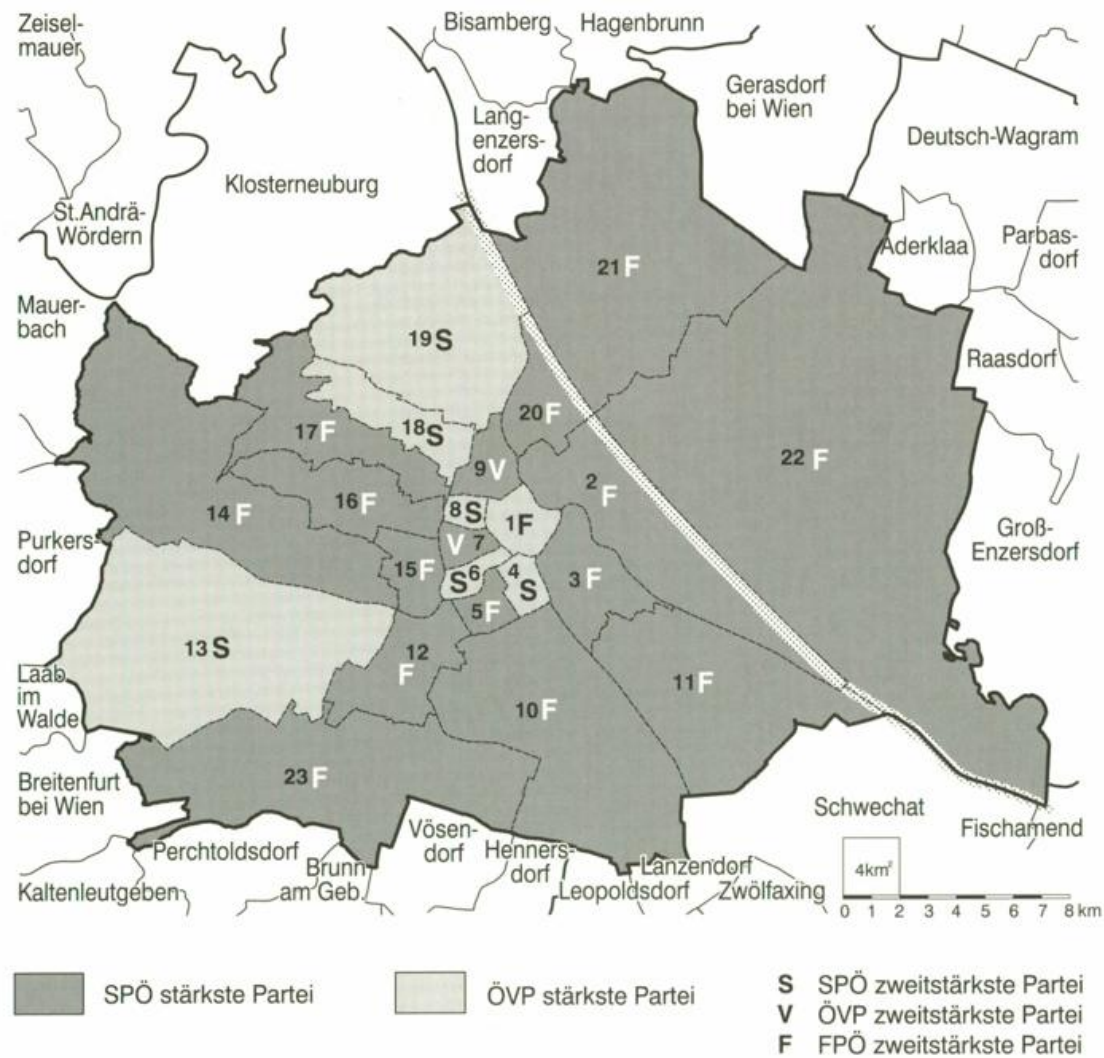 Zeisel-
mauer
Bisamberg
Hagenbrunn
Gerasdorf
bei Wien
Lang-
enzers-
dorf
Deutsch-Wagram
Klosterneuburg
St.Andrä-
Wördern
Aderklaa
Parbas-
dorf
Mauer-
bach
21 F
19 S
Raasdorf
20 F
18 S
17 F
9 V
22 F
2 F
16 F
8 S
14 F
1 F
Groß-
Enzersdorf
Purkers-
dorf
V 7
15 F
S 6
4 S
3 F
5 F
13 S
12 F
11 F
Laab
im
Walde
10 F
23 F
Breitenfurt
bei Wien
Schwechat
Fischamend
Perchtoldsdorf
Vösen-
dorf
Brunn
am Geb.
Henners-
dorf
Lanzendorf
Kaltenleutgeben
Leopoldsdorf
Zwölfaxing
4km²
0 1 2 3 4 5 6 7 8 km
SPÖ stärkste Partei
ÖVP stärkste Partei
S SPÖ zweitstärkste Partei
V ÖVP zweitstärkste Partei
F FPÖ zweitstärkste Partei